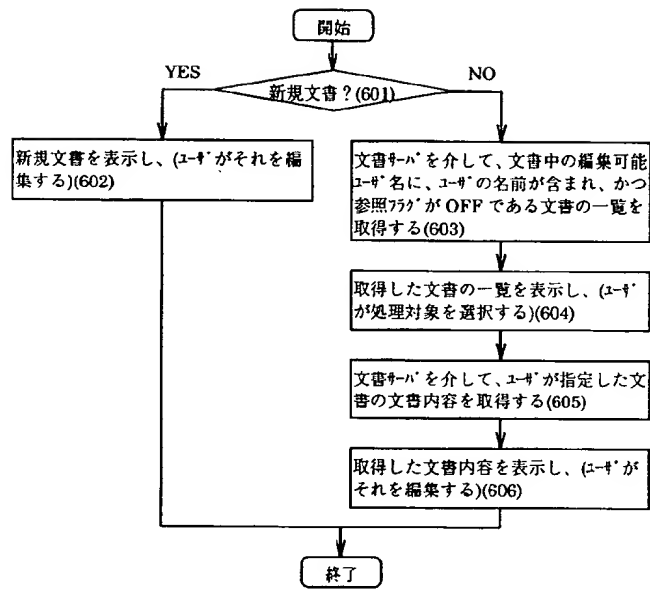 開始
YES
NO
新規文書?(601)
新規文書を表示し、(ユーザがそれを編
集する)(602)
文書サーバを介して、文書中の編集可能
ユーザ名に、ユーザの名前が含まれ、かつ
参照フラグがOFFである文書の一覧を
取得する(603)
取得した文書の一覧を表示し、(ユーザ
が処理対象を選択する)(604)
文書サーバを介して、ユーザが指定した文
書の文書内容を取得する(605)
取得した文書内容を表示し、(ユーザが
それを編集する)(606)
終了